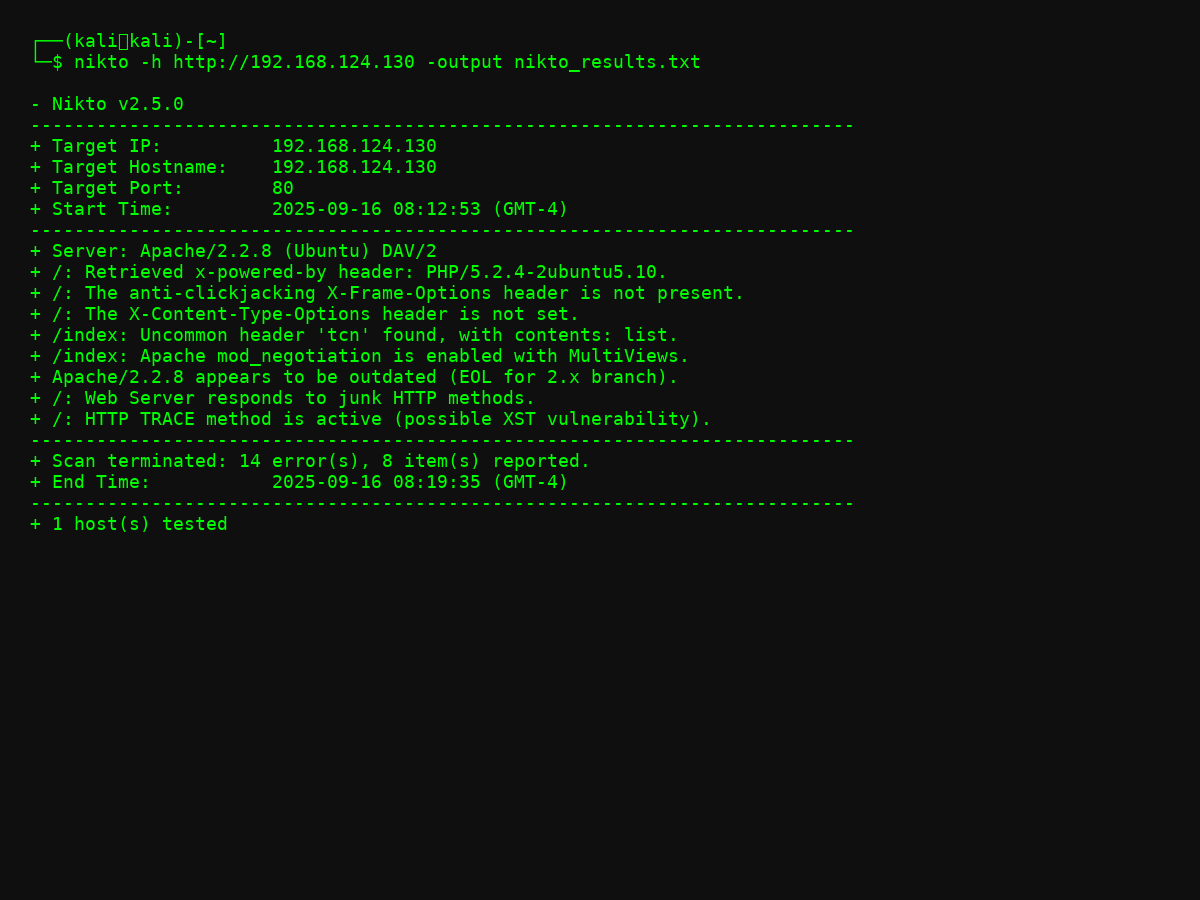 ┌──(kali▯kali)-[~]
└─$ nikto -h http://192.168.124.130 -output nikto_results.txt
- Nikto v2.5.0
---------------------------------------------------------------------------
+ Target IP:          192.168.124.130
+ Target Hostname:    192.168.124.130
+ Target Port:        80
+ Start Time:         2025-09-16 08:12:53 (GMT-4)
---------------------------------------------------------------------------
+ Server: Apache/2.2.8 (Ubuntu) DAV/2
+ /: Retrieved x-powered-by header: PHP/5.2.4-2ubuntu5.10.
+ /: The anti-clickjacking X-Frame-Options header is not present.
+ /: The X-Content-Type-Options header is not set.
+ /index: Uncommon header 'tcn' found, with contents: list.
+ /index: Apache mod_negotiation is enabled with MultiViews.
+ Apache/2.2.8 appears to be outdated (EOL for 2.x branch).
+ /: Web Server responds to junk HTTP methods.
+ /: HTTP TRACE method is active (possible XST vulnerability).
---------------------------------------------------------------------------
+ Scan terminated: 14 error(s), 8 item(s) reported.
+ End Time:           2025-09-16 08:19:35 (GMT-4)
---------------------------------------------------------------------------
+ 1 host(s) tested